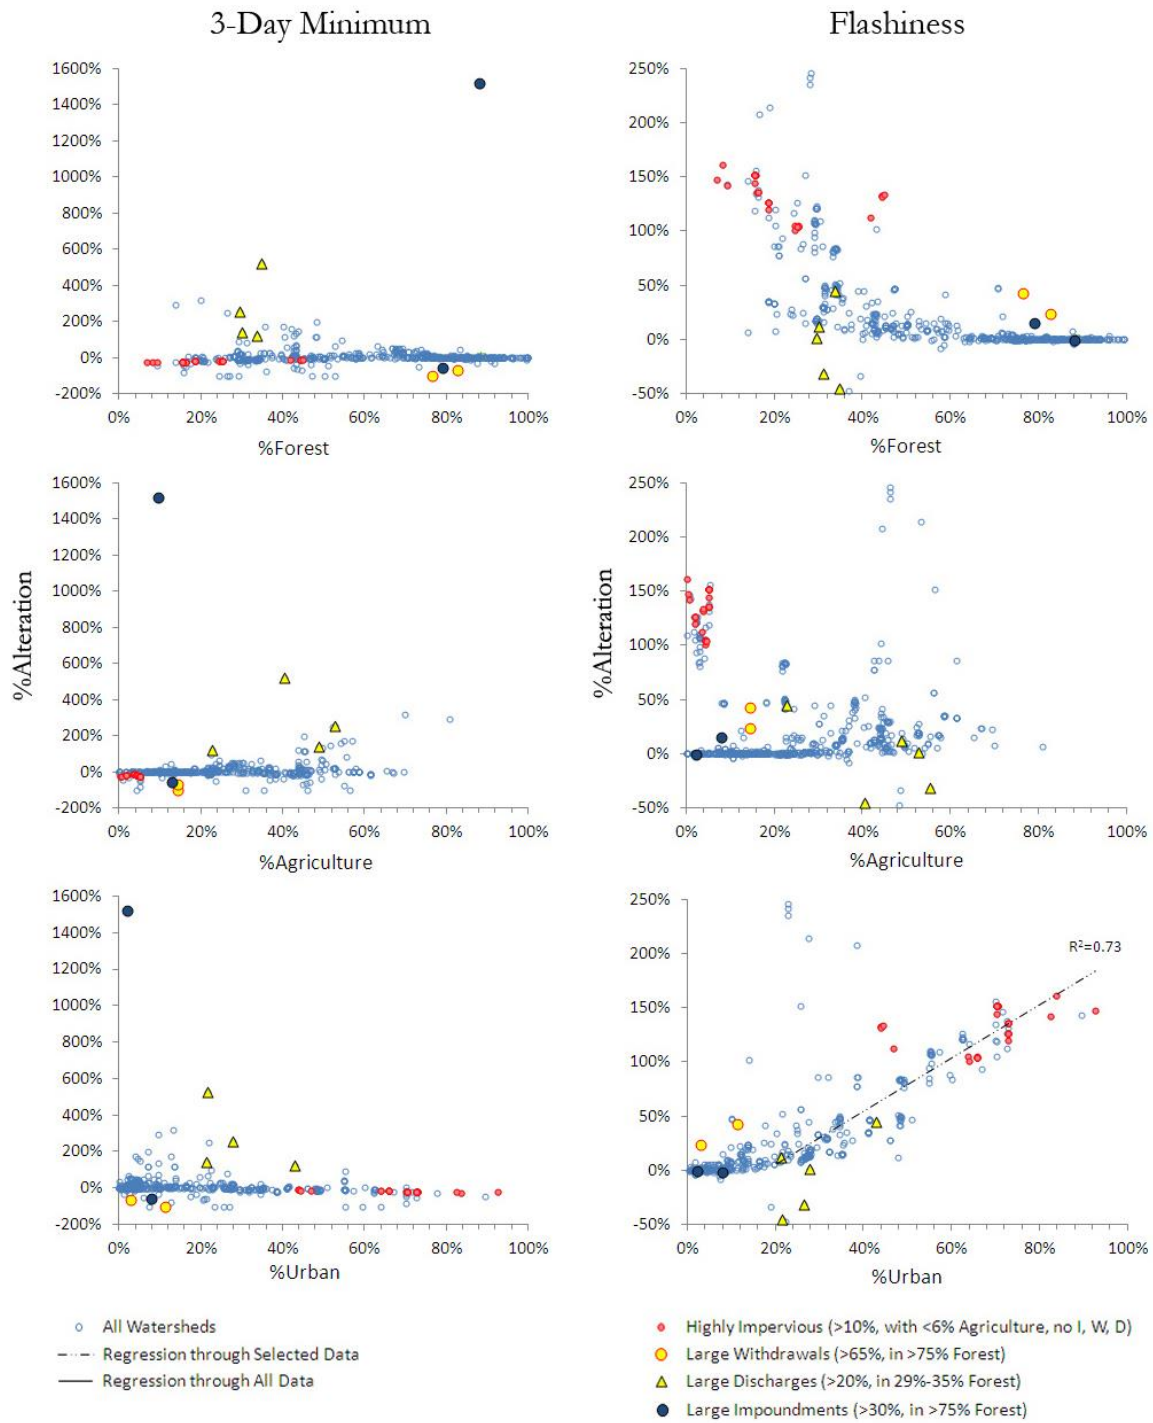 3-Day Minimum
Flashiness
1600%
1400%
1200%
1000%
800%
600%
400%
200%
0%
-200%
0% 20% 40% 60% 80% 100%
%Forest
250%
200%
150%
100%
50%
0%
-50%
0% 20% 40% 60% 80% 100%
%Forest
%Alteration
1600%
1400%
1200%
1000%
800%
600%
400%
200%
0%
-200%
0% 20% 40% 60% 80% 100%
%Agriculture
%Alteration
250%
200%
150%
100%
50%
0%
-50%
0% 20% 40% 60% 80% 100%
%Agriculture
1600%
1400%
1200%
1000%
800%
600%
400%
200%
0%
-200%
0% 20% 40% 60% 80% 100%
%Urban
250%
200%
150%
100%
50%
0%
-50%
R²=0.73
0% 20% 40% 60% 80% 100%
%Urban
All Watersheds
Regression through Selected Data
Regression through All Data
Highly Impervious (>10%, with <6% Agriculture, no I, W, D)
Large Withdrawals (>65%, in >75% Forest)
Large Discharges (>20%, in 29%-35% Forest)
Large Impoundments (>30%, in >75% Forest)